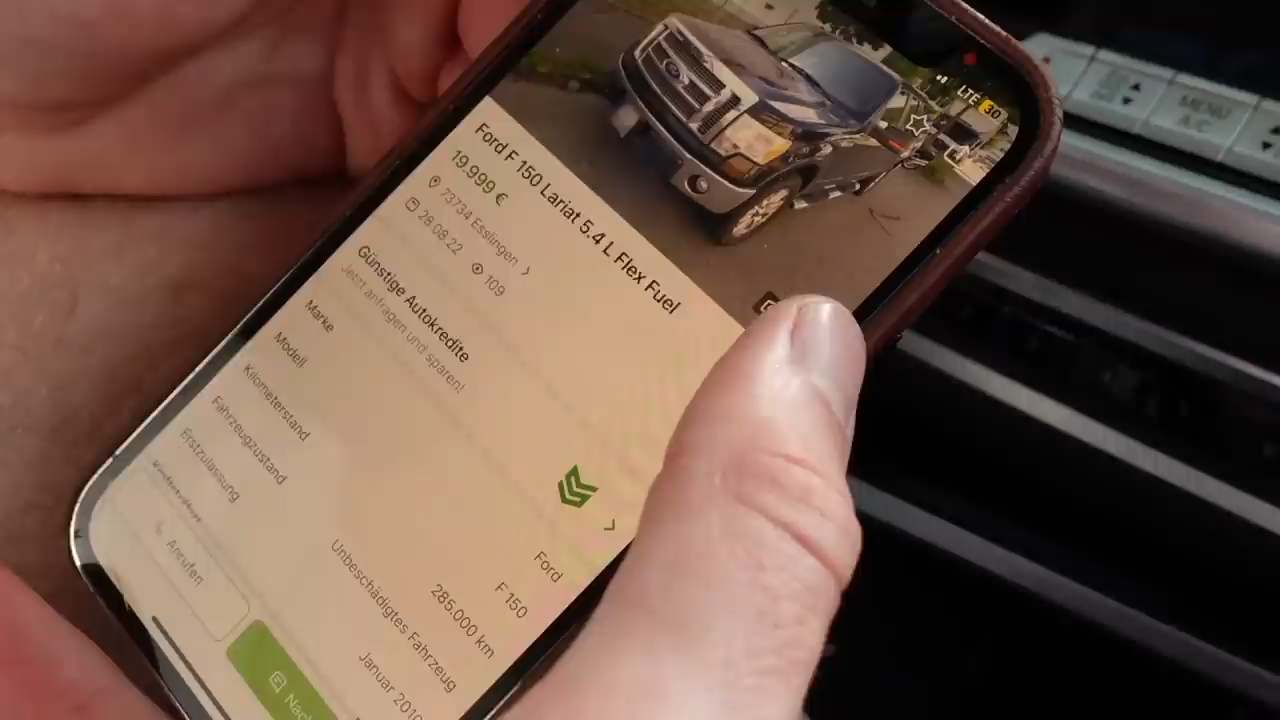 LTE 30
Ford F 150 Lariat 5.4 L Flex Fuel
19.999 €
73734 Esslingen
28.08.22 109
Günstige Autokredite
Jetzt anfragen und sparen!
Marke Ford
Modell F 150
Kilometerstand 285.000 km
Fahrzeugzustand Unbeschädigtes Fahrzeug
Erstzulassung Januar 2010
Anrufen
MENU
A/C